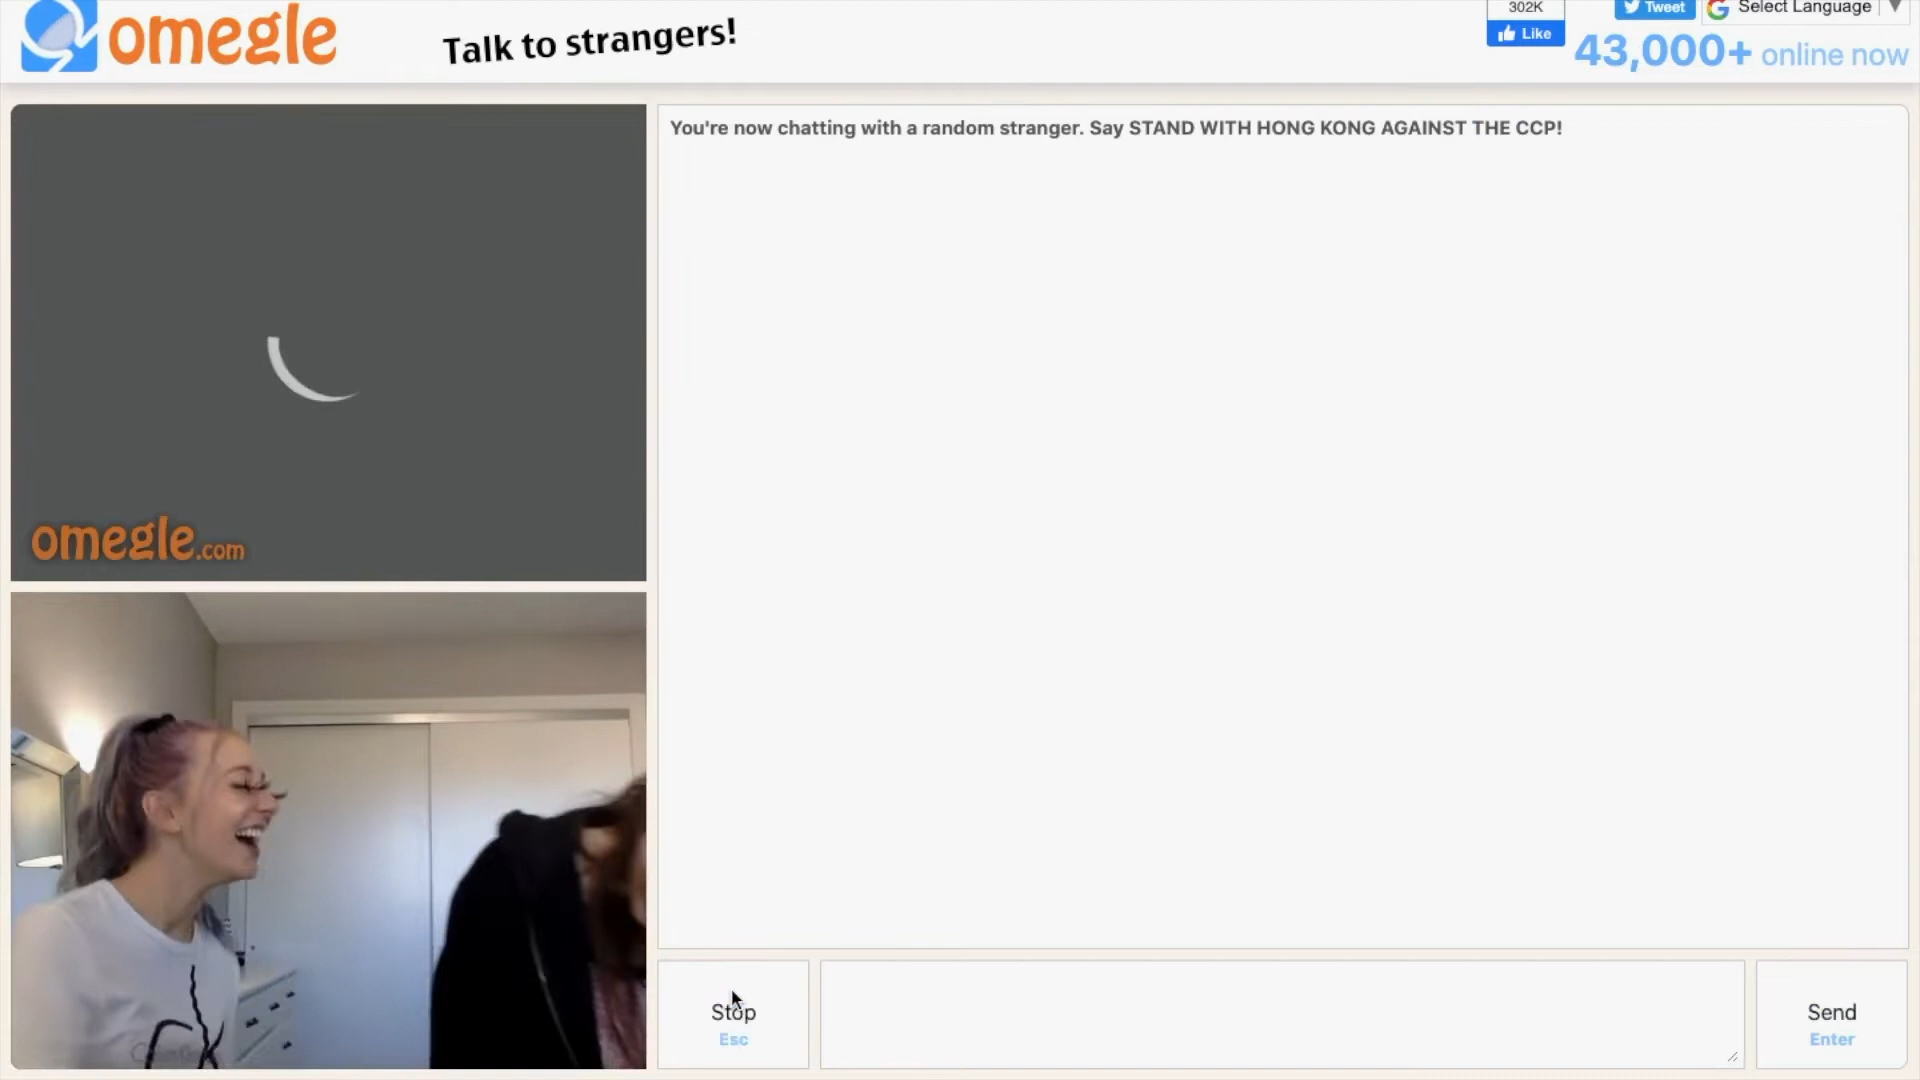 omegle
Talk to strangers!
302K
Like
Tweet
Select Language
43,000+ online now
You're now chatting with a random stranger. Say STAND WITH HONG KONG AGAINST THE CCP!
omegle.com
CK
Stop
Esc
Send
Enter